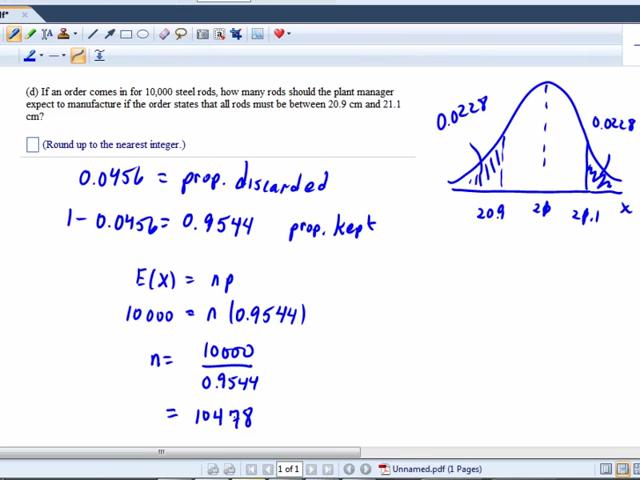 df*
(d) If an order comes in for 10,000 steel rods, how many rods should the plant manager
expect to manufacture if the order states that all rods must be between 20.9 cm and 21.1
cm?
(Round up to the nearest integer.)
0.0456 = prop. discarded
1 - 0.0456 = 0.9544 prop. kept
E(X) = np
10000 = n (0.9544)
n = 10000
0.9544
= 10478
0.0228
0.0228
20.9 21 21.1 x
1 of 1
Unnamed.pdf (1 Pages)